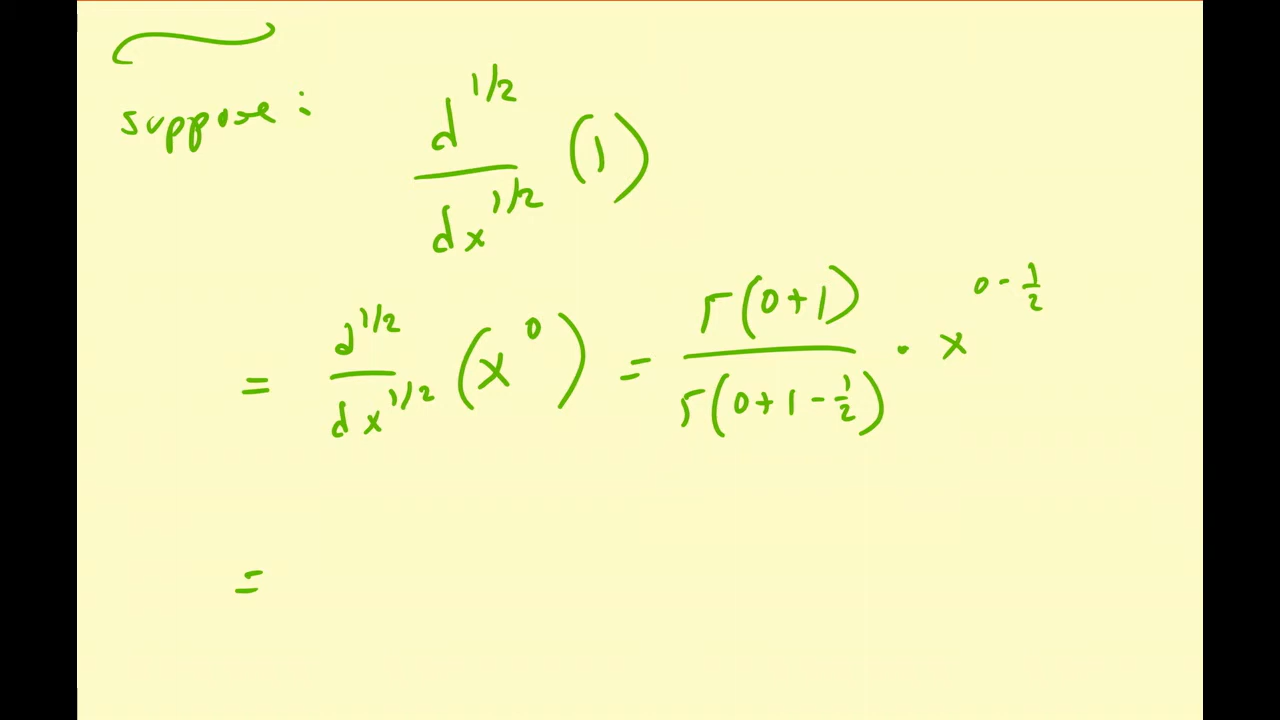 suppose: d^{1/2}/dx^{1/2} (1)
= d^{1/2}/dx^{1/2} (x^0) = Γ(0+1)/Γ(0+1-1/2) · x^{0-1/2}
=